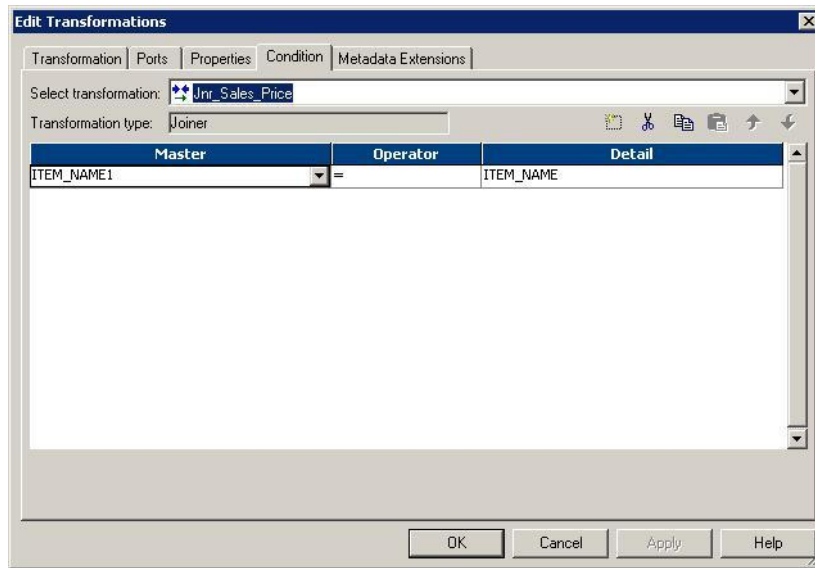 Edit Transformations
Transformation Ports Properties Condition Metadata Extensions
Select transformation: Jnr_Sales_Price
Transformation type: Joiner
Master Operator Detail
ITEM_NAME1 = ITEM_NAME
OK Cancel Apply Help